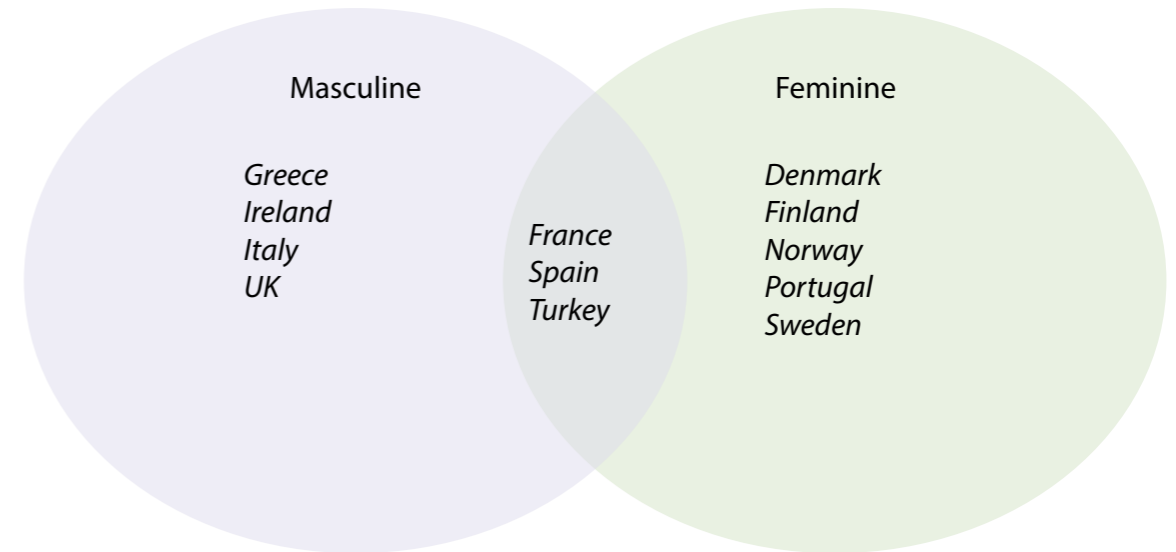 Masculine
Greece
Ireland
Italy
UK
France
Spain
Turkey
Feminine
Denmark
Finland
Norway
Portugal
Sweden